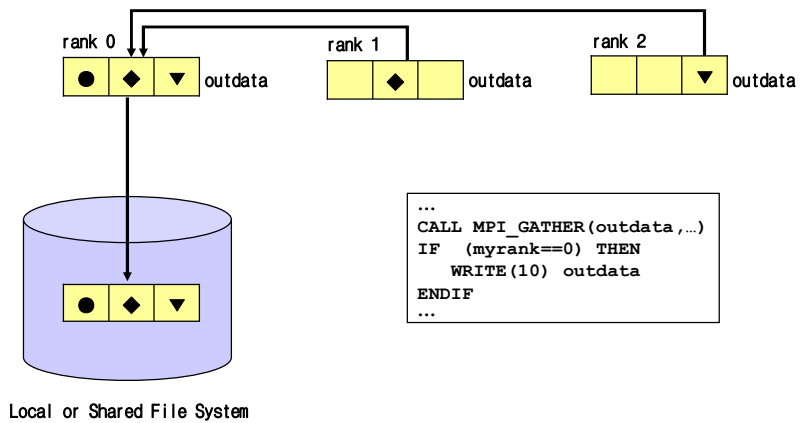 rank 0
rank 1
rank 2
outdata
outdata
outdata
...
CALL MPI_GATHER(outdata,…)
IF  (myrank==0) THEN
   WRITE(10) outdata
ENDIF
...
Local or Shared File System